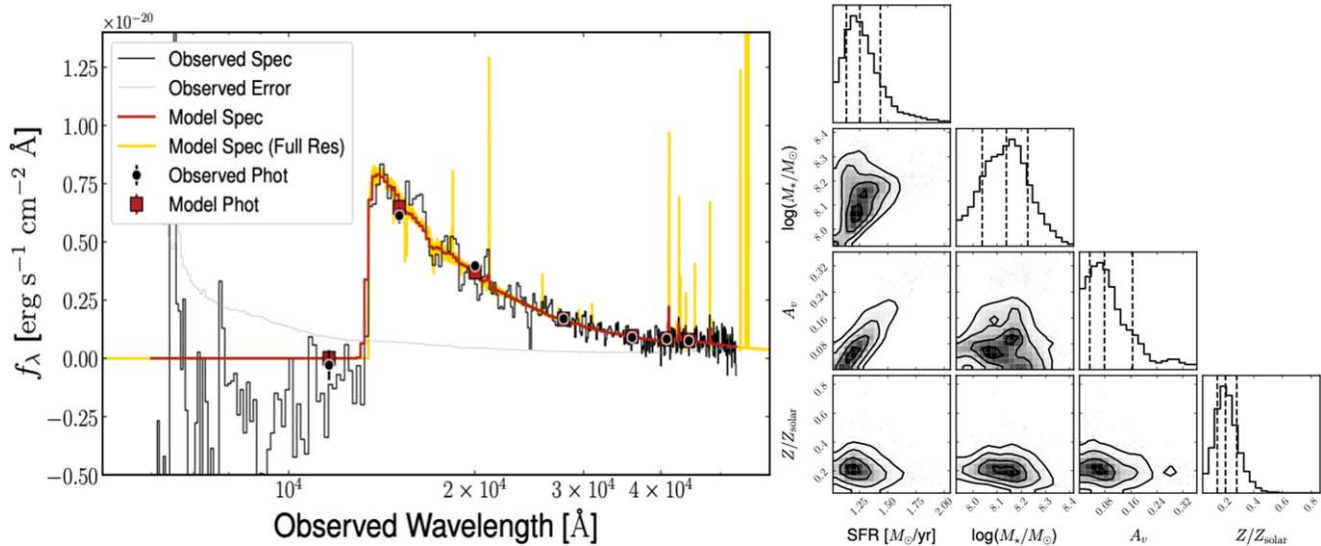 ×10⁻²⁰
1.25
1.00
0.75
0.50
0.25
0.00
−0.25
−0.50
f_λ [erg s⁻¹ cm⁻² Å]
Observed Spec
Observed Error
Model Spec
Model Spec (Full Res)
Observed Phot
Model Phot
10⁴
2 × 10⁴
3 × 10⁴
4 × 10⁴
Observed Wavelength [Å]
log(M⋆/M⊙)
8.4
8.3
8.2
8.1
8.0
A_v
0.32
0.24
0.16
0.08
Z/Z_solar
0.8
0.6
0.4
0.2
1.25
1.50
1.75
2.00
SFR [M⊙/yr]
8.0
8.1
8.2
8.3
8.4
log(M⋆/M⊙)
0.08
0.16
0.24
0.32
A_v
0.2
0.4
0.6
0.8
Z/Z_solar